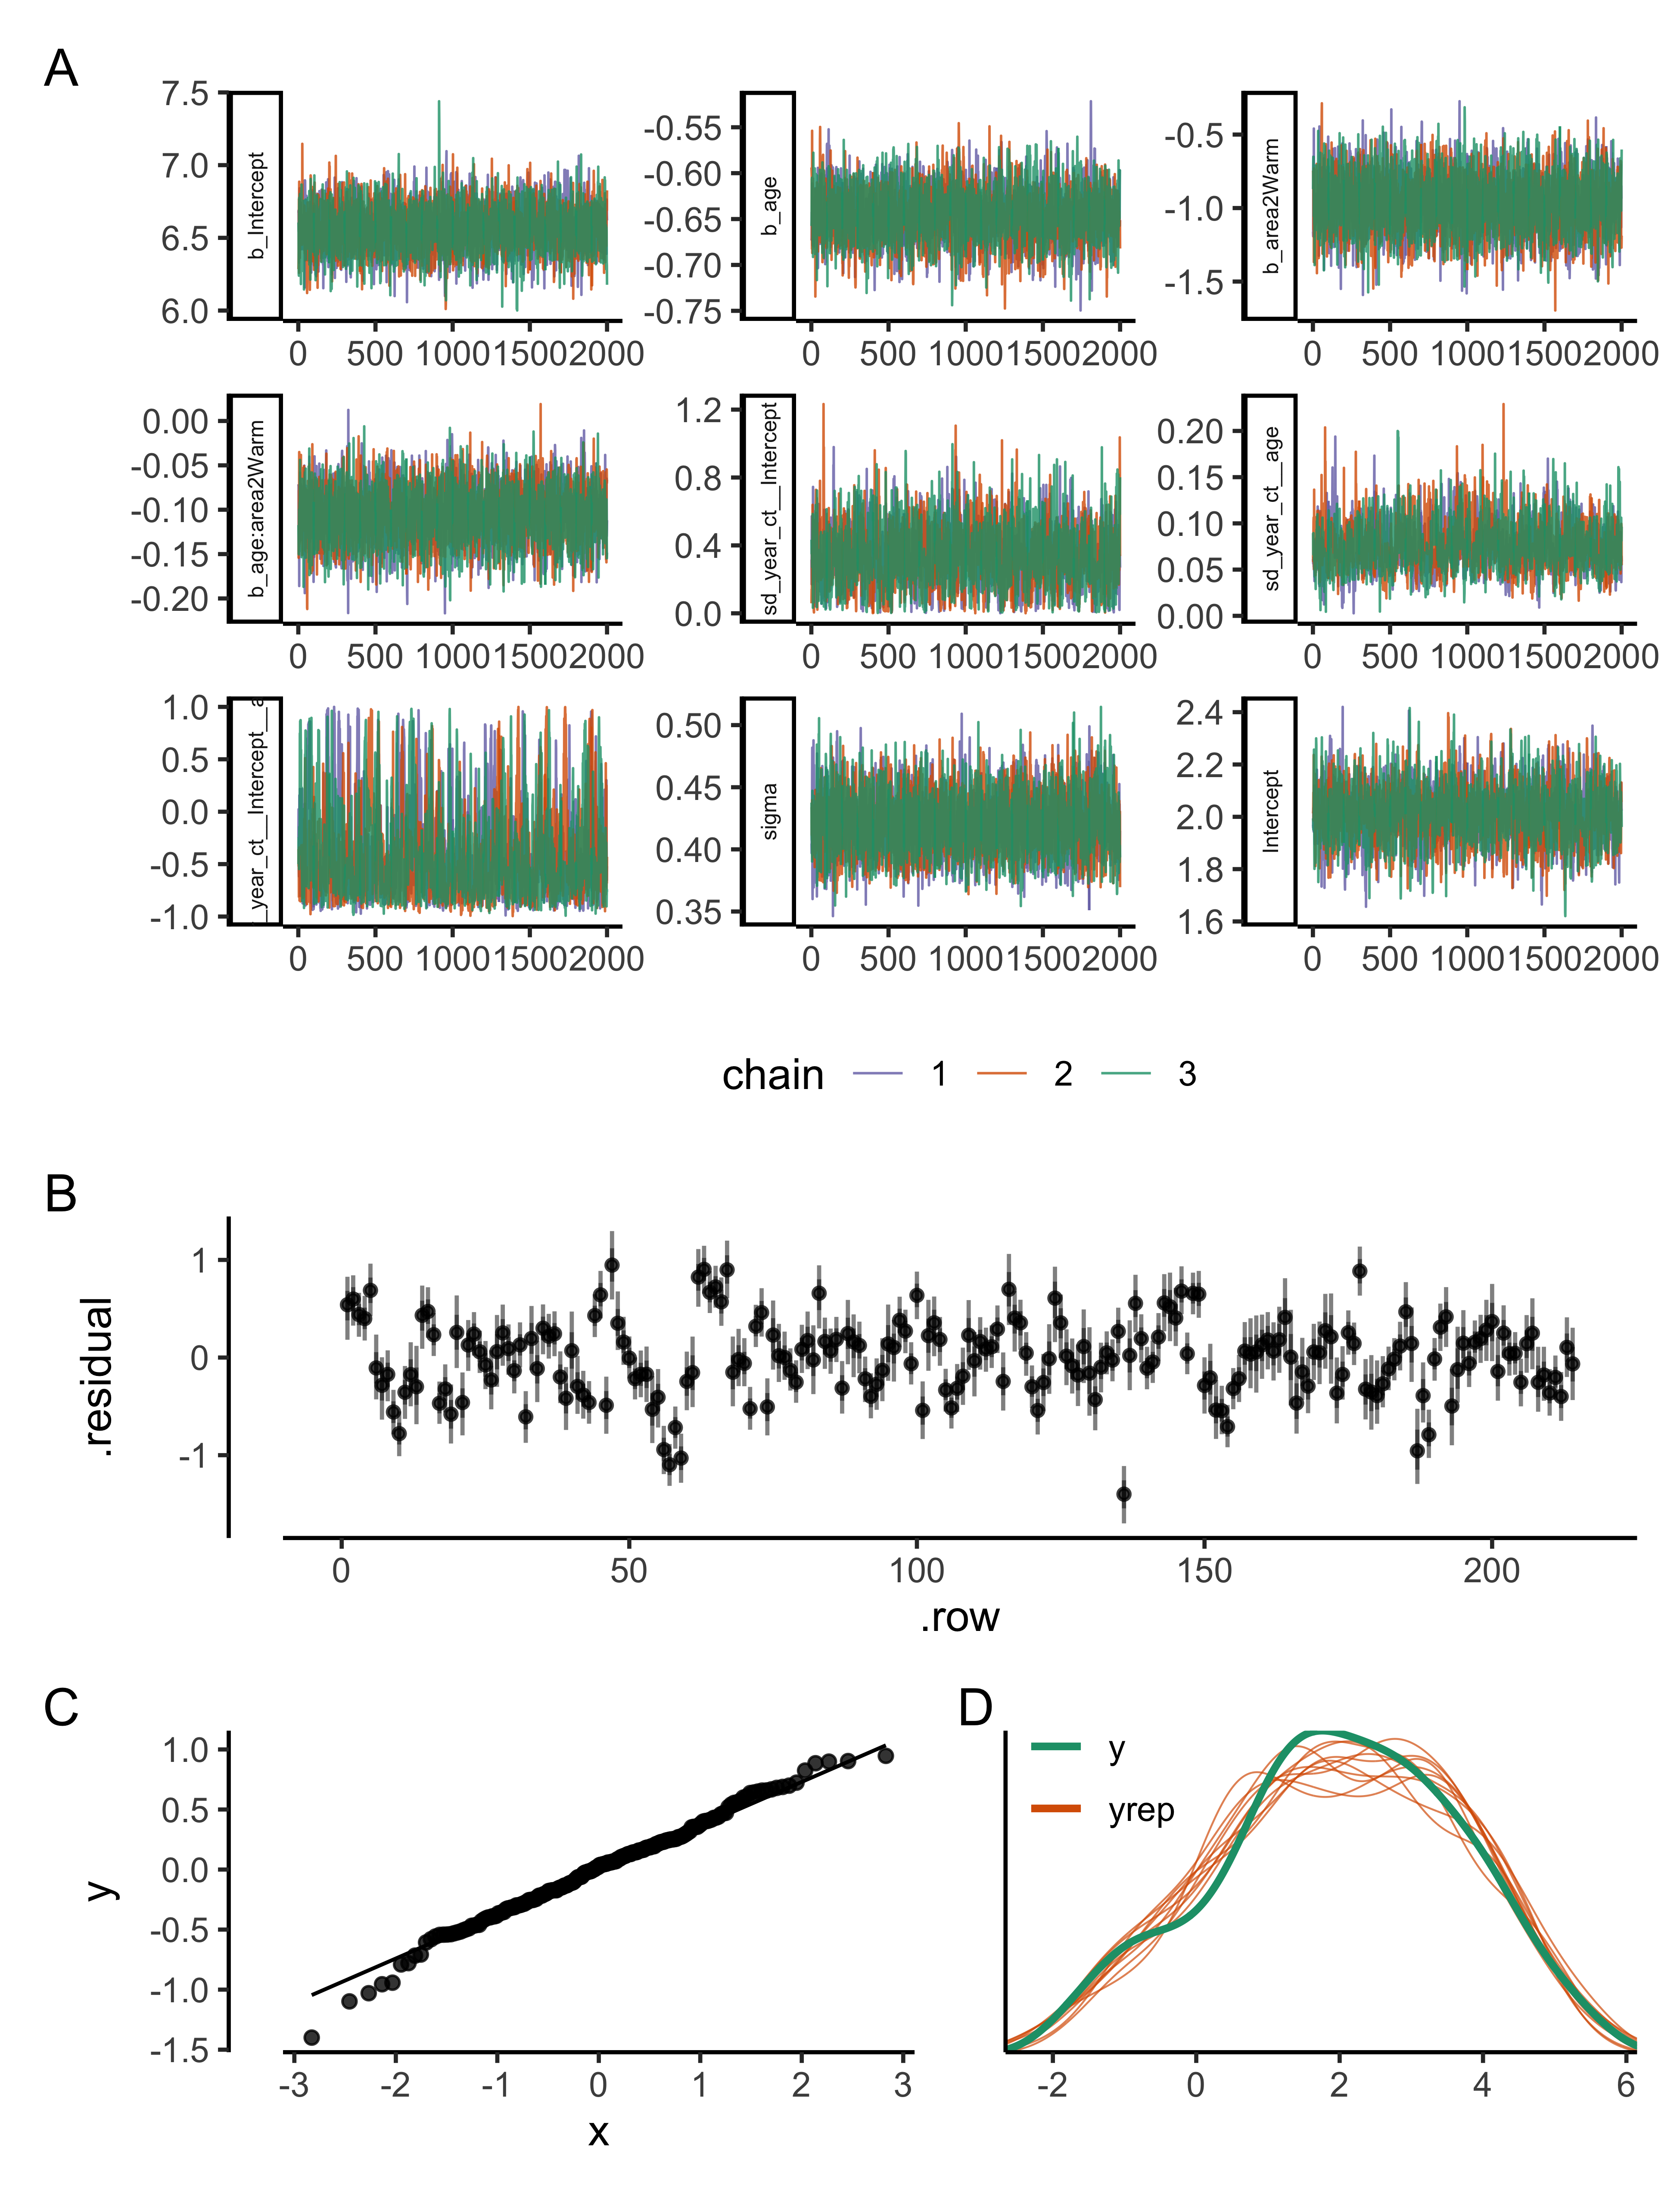 A
7.5
7.0
6.5
6.0
b_Intercept
0 500 1000 1500 2000
-0.55
-0.60
-0.65
-0.70
-0.75
b_age
0 500 1000 1500 2000
-0.5
-1.0
-1.5
b_area2Warm
0 500 1000 1500 2000
0.00
-0.05
-0.10
-0.15
-0.20
b_age:area2Warm
0 500 1000 1500 2000
1.2
0.8
0.4
0.0
sd_year_ct__Intercept
0 500 1000 1500 2000
0.20
0.15
0.10
0.05
0.00
sd_year_ct__age
0 500 1000 1500 2000
1.0
0.5
0.0
-0.5
-1.0
_year_ct__Intercept__a
0 500 1000 1500 2000
0.50
0.45
0.40
0.35
sigma
0 500 1000 1500 2000
2.4
2.2
2.0
1.8
1.6
Intercept
0 500 1000 1500 2000
chain 1 2 3
B
1
0
-1
.residual
0 50 100 150 200
.row
C
1.0
0.5
0.0
-0.5
-1.0
-1.5
y
-3 -2 -1 0 1 2 3
x
D
y
yrep
-2 0 2 4 6